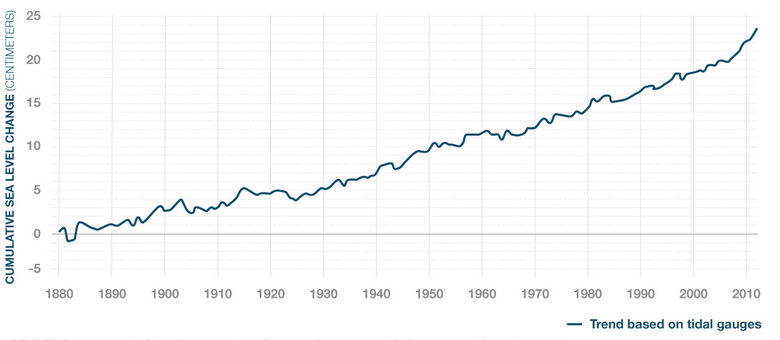 CUMULATIVE SEA LEVEL CHANGE (CENTIMETERS)
25
20
15
10
5
0
-5
1880 1890 1900 1910 1920 1930 1940 1950 1960 1970 1980 1990 2000 2010
Trend based on tidal gauges